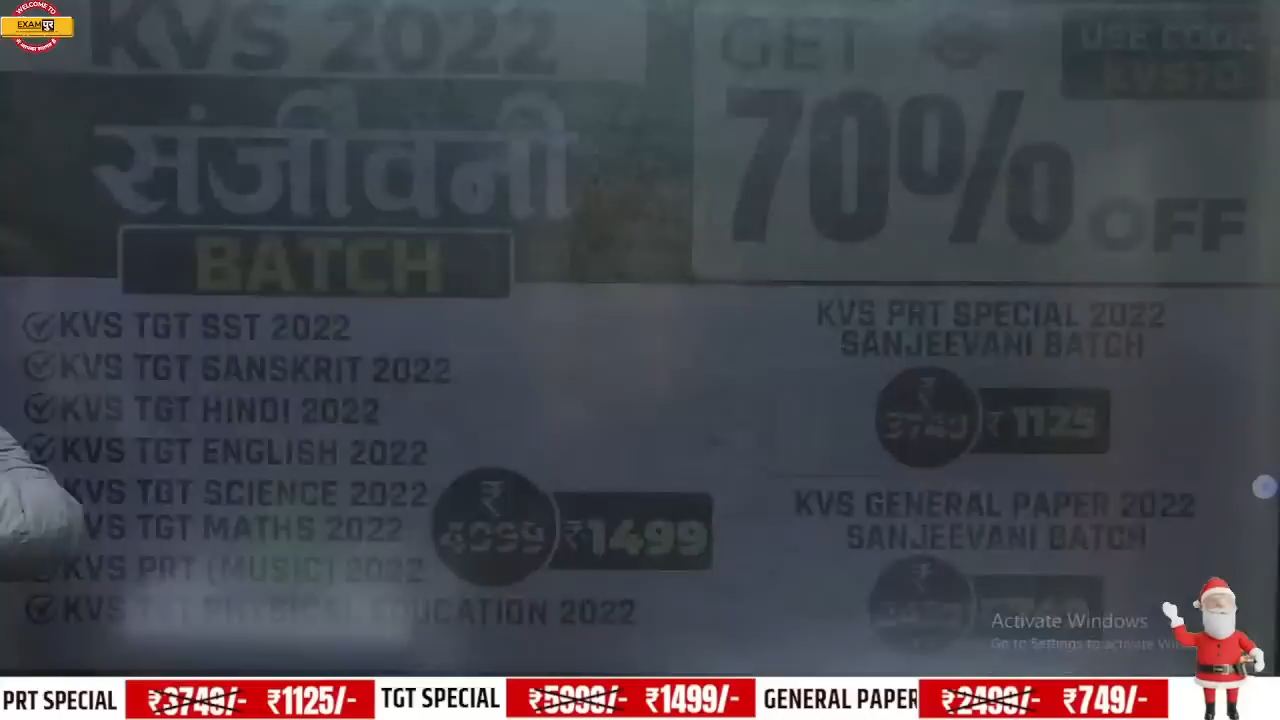 WELCOME TO
EXAMपुर
KVS 2022
संजीवनी
BATCH
GET
70%
OFF
USE CODE
KVS70
KVS TGT SST 2022
KVS TGT SANSKRIT 2022
KVS TGT HINDI 2022
KVS TGT ENGLISH 2022
KVS TGT SCIENCE 2022
KVS TGT MATHS 2022
KVS PRT (MUSIC) 2022
KVS TGT PHYSICAL EDUCATION 2022
₹ 4999 ₹1499
KVS PRT SPECIAL 2022
SANJEEVANI BATCH
₹ 3749 ₹1125
KVS GENERAL PAPER 2022
SANJEEVANI BATCH
₹
Activate Windows
Go to Settings to activate
PRT SPECIAL ₹3749/- ₹1125/- TGT SPECIAL ₹5999/- ₹1499/- GENERAL PAPER ₹2499/- ₹749/-